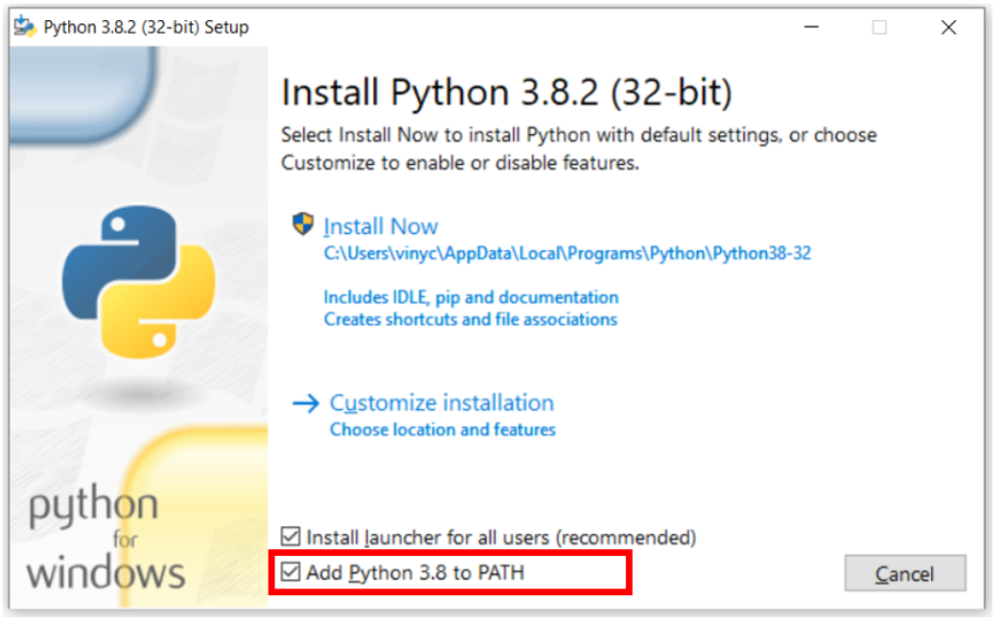 Python 3.8.2 (32-bit) Setup
Install Python 3.8.2 (32-bit)
Select Install Now to install Python with default settings, or choose
Customize to enable or disable features.
Install Now
C:\Users\vinyc\AppData\Local\Programs\Python\Python38-32
Includes IDLE, pip and documentation
Creates shortcuts and file associations
Customize installation
Choose location and features
python
for
windows
Install launcher for all users (recommended)
Add Python 3.8 to PATH
Cancel